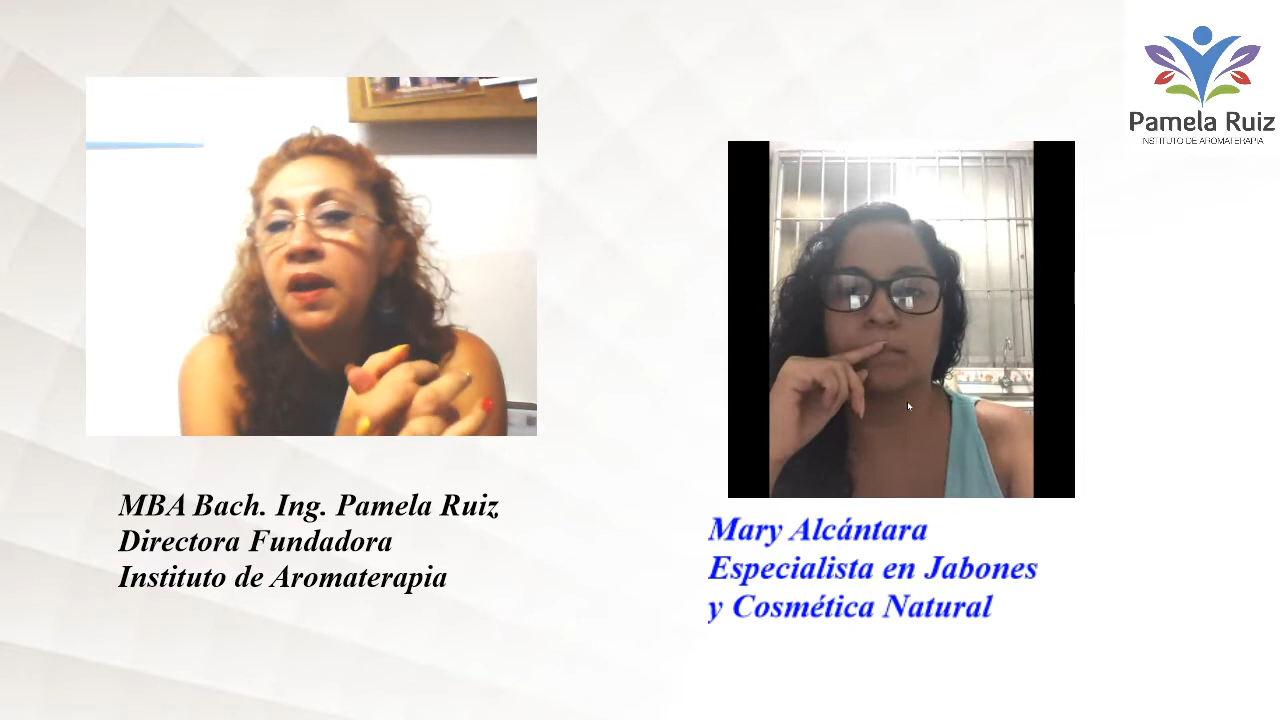 Pamela Ruiz
INSTITUTO DE AROMATERAPIA
MBA Bach. Ing. Pamela Ruiz
Directora Fundadora
Instituto de Aromaterapia
Mary Alcántara
Especialista en Jabones
y Cosmética Natural